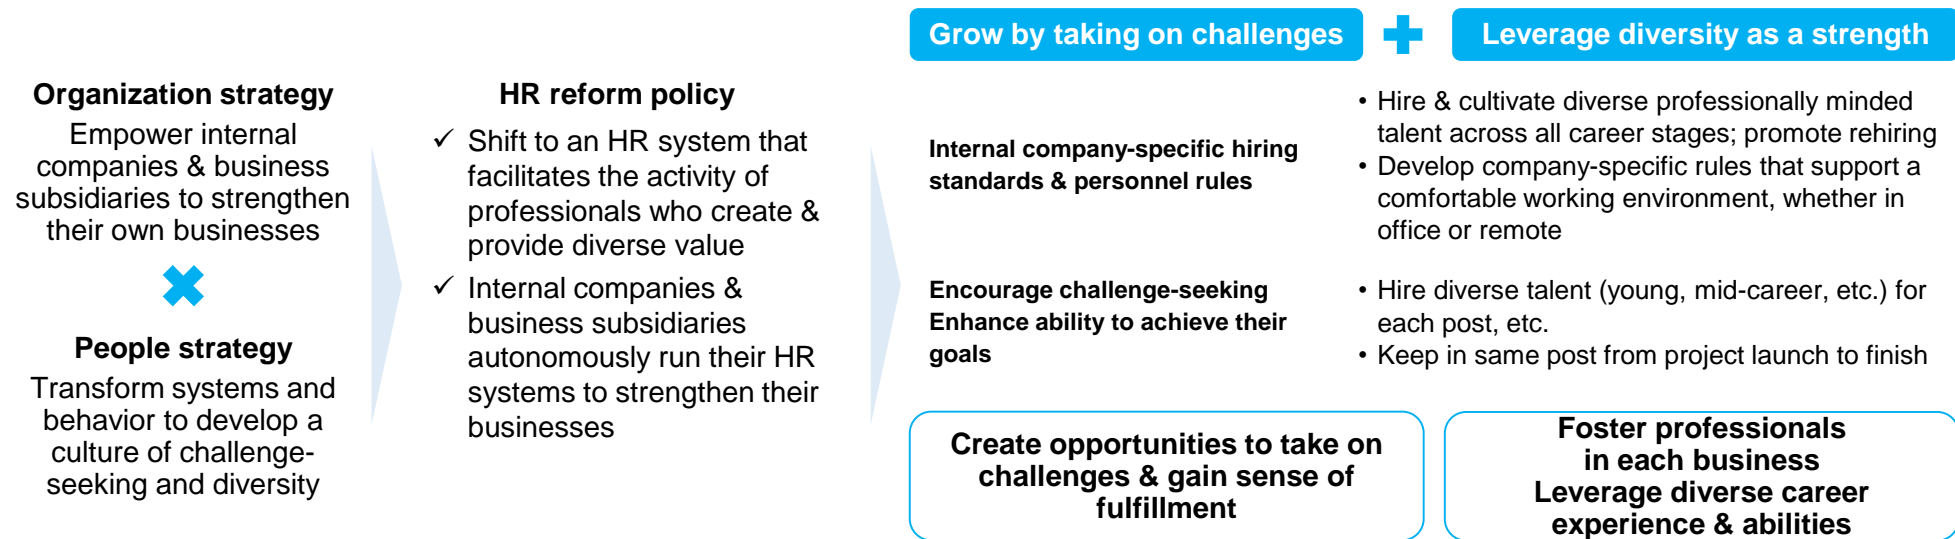 Grow by taking on challenges
Leverage diversity as a strength
Organization strategy
Empower internal
companies & business
subsidiaries to strengthen
their own businesses
People strategy
Transform systems and
behavior to develop a
culture of challenge-
seeking and diversity
HR reform policy
✓ Shift to an HR system that
facilitates the activity of
professionals who create &
provide diverse value
✓ Internal companies &
business subsidiaries
autonomously run their HR
systems to strengthen their
businesses
Internal company-specific hiring
standards & personnel rules
• Hire & cultivate diverse professionally minded
talent across all career stages; promote rehiring
• Develop company-specific rules that support a
comfortable working environment, whether in
office or remote
Encourage challenge-seeking
Enhance ability to achieve their
goals
• Hire diverse talent (young, mid-career, etc.) for
each post, etc.
• Keep in same post from project launch to finish
Create opportunities to take on
challenges & gain sense of
fulfillment
Foster professionals
in each business
Leverage diverse career
experience & abilities